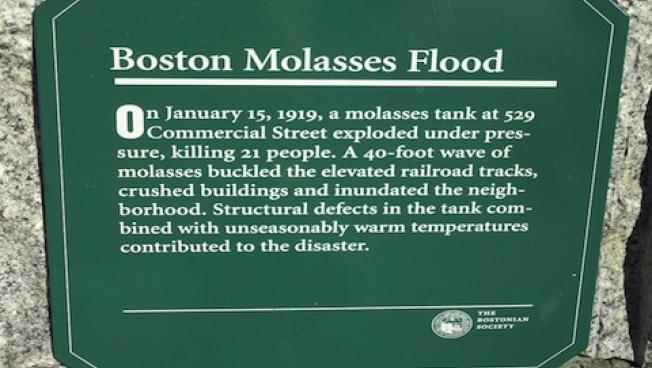 Boston Molasses Flood
On January 15, 1919, a molasses tank at 529
Commercial Street exploded under pres-
sure, killing 21 people. A 40-foot wave of
molasses buckled the elevated railroad tracks,
crushed buildings and inundated the neigh-
borhood. Structural defects in the tank com-
bined with unseasonably warm temperatures
contributed to the disaster.
THE
BOSTONIAN
SOCIETY